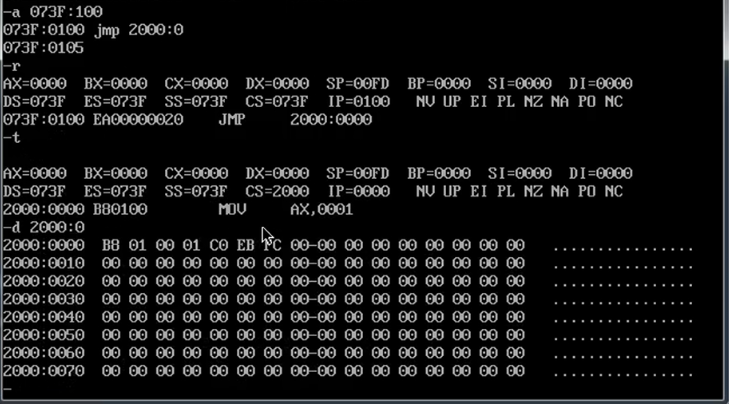 -a 073F:100
073F:0100 jmp 2000:0
073F:0105
-r
AX=0000 BX=0000 CX=0000 DX=0000 SP=00FD BP=0000 SI=0000 DI=0000
DS=073F ES=073F SS=073F CS=073F IP=0100 NV UP EI PL NZ NA PO NC
073F:0100 EA00000020 JMP 2000:0000
-t
AX=0000 BX=0000 CX=0000 DX=0000 SP=00FD BP=0000 SI=0000 DI=0000
DS=073F ES=073F SS=073F CS=2000 IP=0000 NV UP EI PL NZ NA PO NC
2000:0000 B80100 MOV AX,0001
-d 2000:0
2000:0000 B8 01 00 01 C0 EB FC 00-00 00 00 00 00 00 00 00 ................
2000:0010 00 00 00 00 00 00 00 00-00 00 00 00 00 00 00 00 ................
2000:0020 00 00 00 00 00 00 00 00-00 00 00 00 00 00 00 00 ................
2000:0030 00 00 00 00 00 00 00 00-00 00 00 00 00 00 00 00 ................
2000:0040 00 00 00 00 00 00 00 00-00 00 00 00 00 00 00 00 ................
2000:0050 00 00 00 00 00 00 00 00-00 00 00 00 00 00 00 00 ................
2000:0060 00 00 00 00 00 00 00 00-00 00 00 00 00 00 00 00 ................
2000:0070 00 00 00 00 00 00 00 00-00 00 00 00 00 00 00 00 ................
-